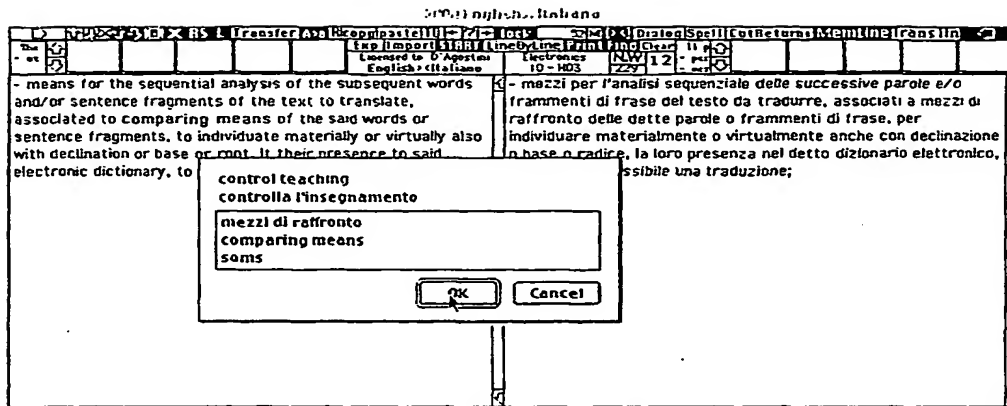 English>Italiano
Transfer
Dialog Spell CutReturns
Exp Import START LineByLine Print Find Clear
Licensed to D'Agostini
English>Italiano
Electronics
10 - H03
12
- means for the sequential analysis of the subsequent words
and/or sentence fragments of the text to translate,
associated to comparing means of the said words or
sentence fragments, to individuate materially or virtually also
with declination or base or root. It their presence to said
electronic dictionary, to
- mezzi per l'analisi sequenziale delle successive parole e/o
frammenti di frase del testo da tradurre, associati a mezzi di
raffronto delle dette parole o frammenti di frase, per
individuare materialmente o virtualmente anche con declinazione
o base o radice, la loro presenza nel detto dizionario elettronico,
ssibile una traduzione;
control teaching
controlla l'insegnamento
mezzi di raffronto
comparing means
soms
OK
Cancel